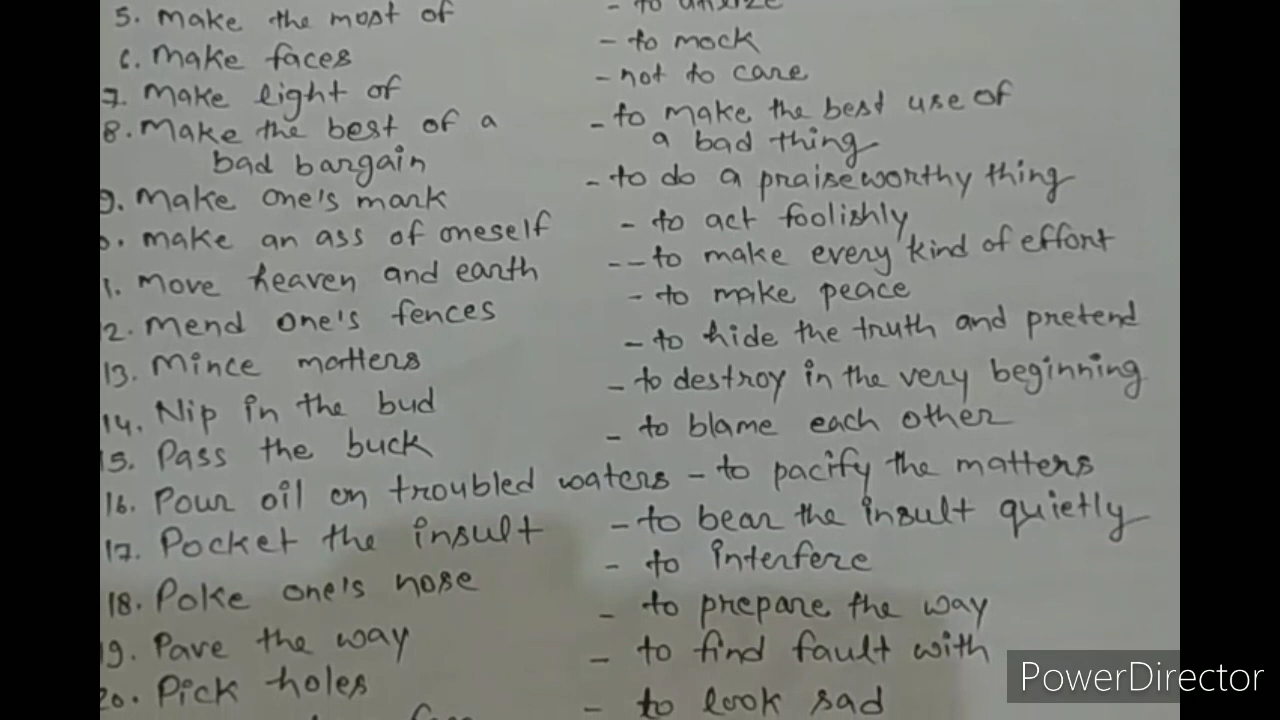 5. Make the most of - to utilize
6. Make faces - to mock
7. Make light of - not to care
8. Make the best of a - to make the best use of
bad bargain a bad thing
9. Make one's mark - to do a praiseworthy thing
0. Make an ass of oneself - to act foolishly
1. Move heaven and earth -- to make every kind of effort
2. Mend one's fences - to make peace
13. Mince matters - to hide the truth and pretend
14. Nip in the bud - to destroy in the very beginning
15. Pass the buck - to blame each other
16. Pour oil on troubled waters - to pacify the matters
17. Pocket the insult - to bear the insult quietly
18. Poke one's nose - to interfere
19. Pave the way - to prepare the way
20. Pick holes - to find fault with
- to look sad
PowerDirector